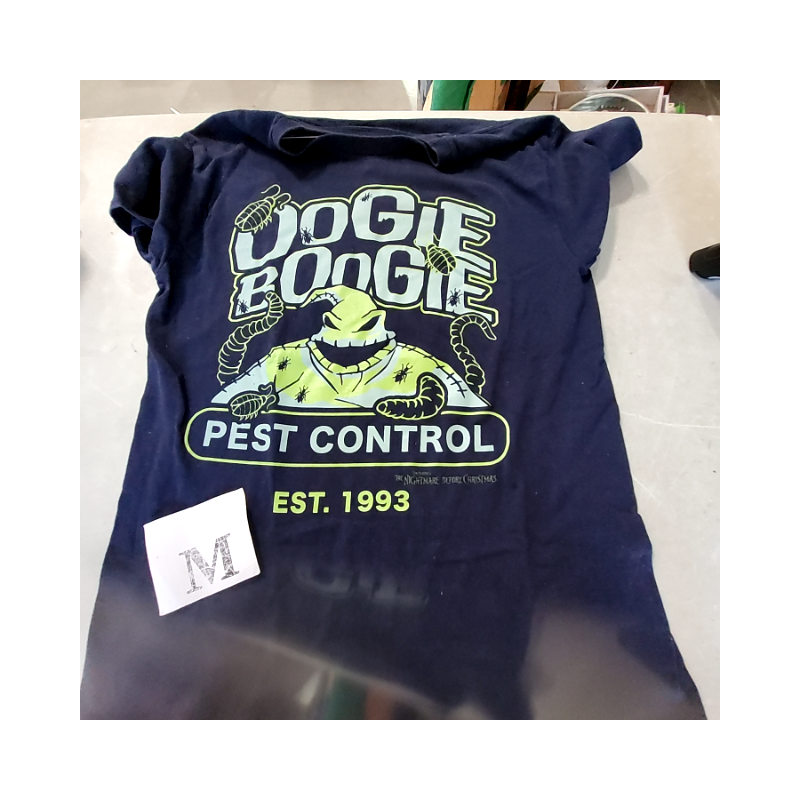 OOGIE
BOOGIE
PEST CONTROL
THE NIGHTMARE BEFORE CHRISTMAS
EST. 1993
M